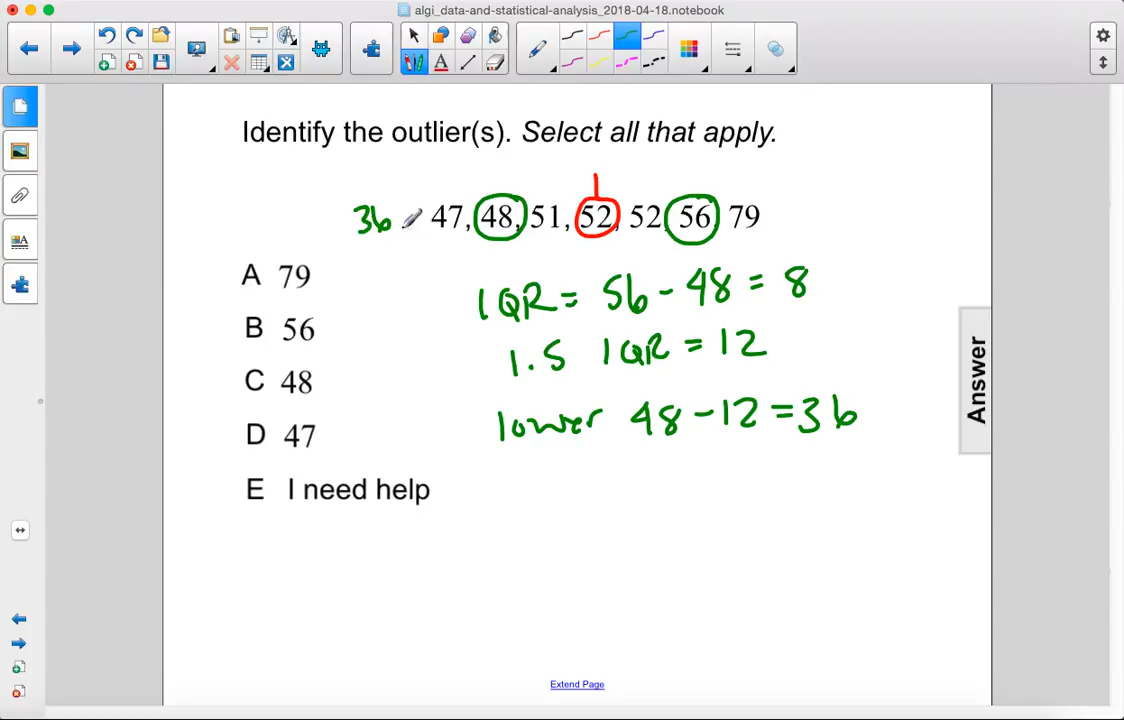 algi_data-and-statistical-analysis_2018-04-18.notebook
Identify the outlier(s). Select all that apply.
36 47, 48, 51, 52, 52, 56, 79
A 79
B 56
C 48
D 47
E I need help
IQR = 56 - 48 = 8
1.5 IQR = 12
lower 48 - 12 = 36
Answer
Extend Page